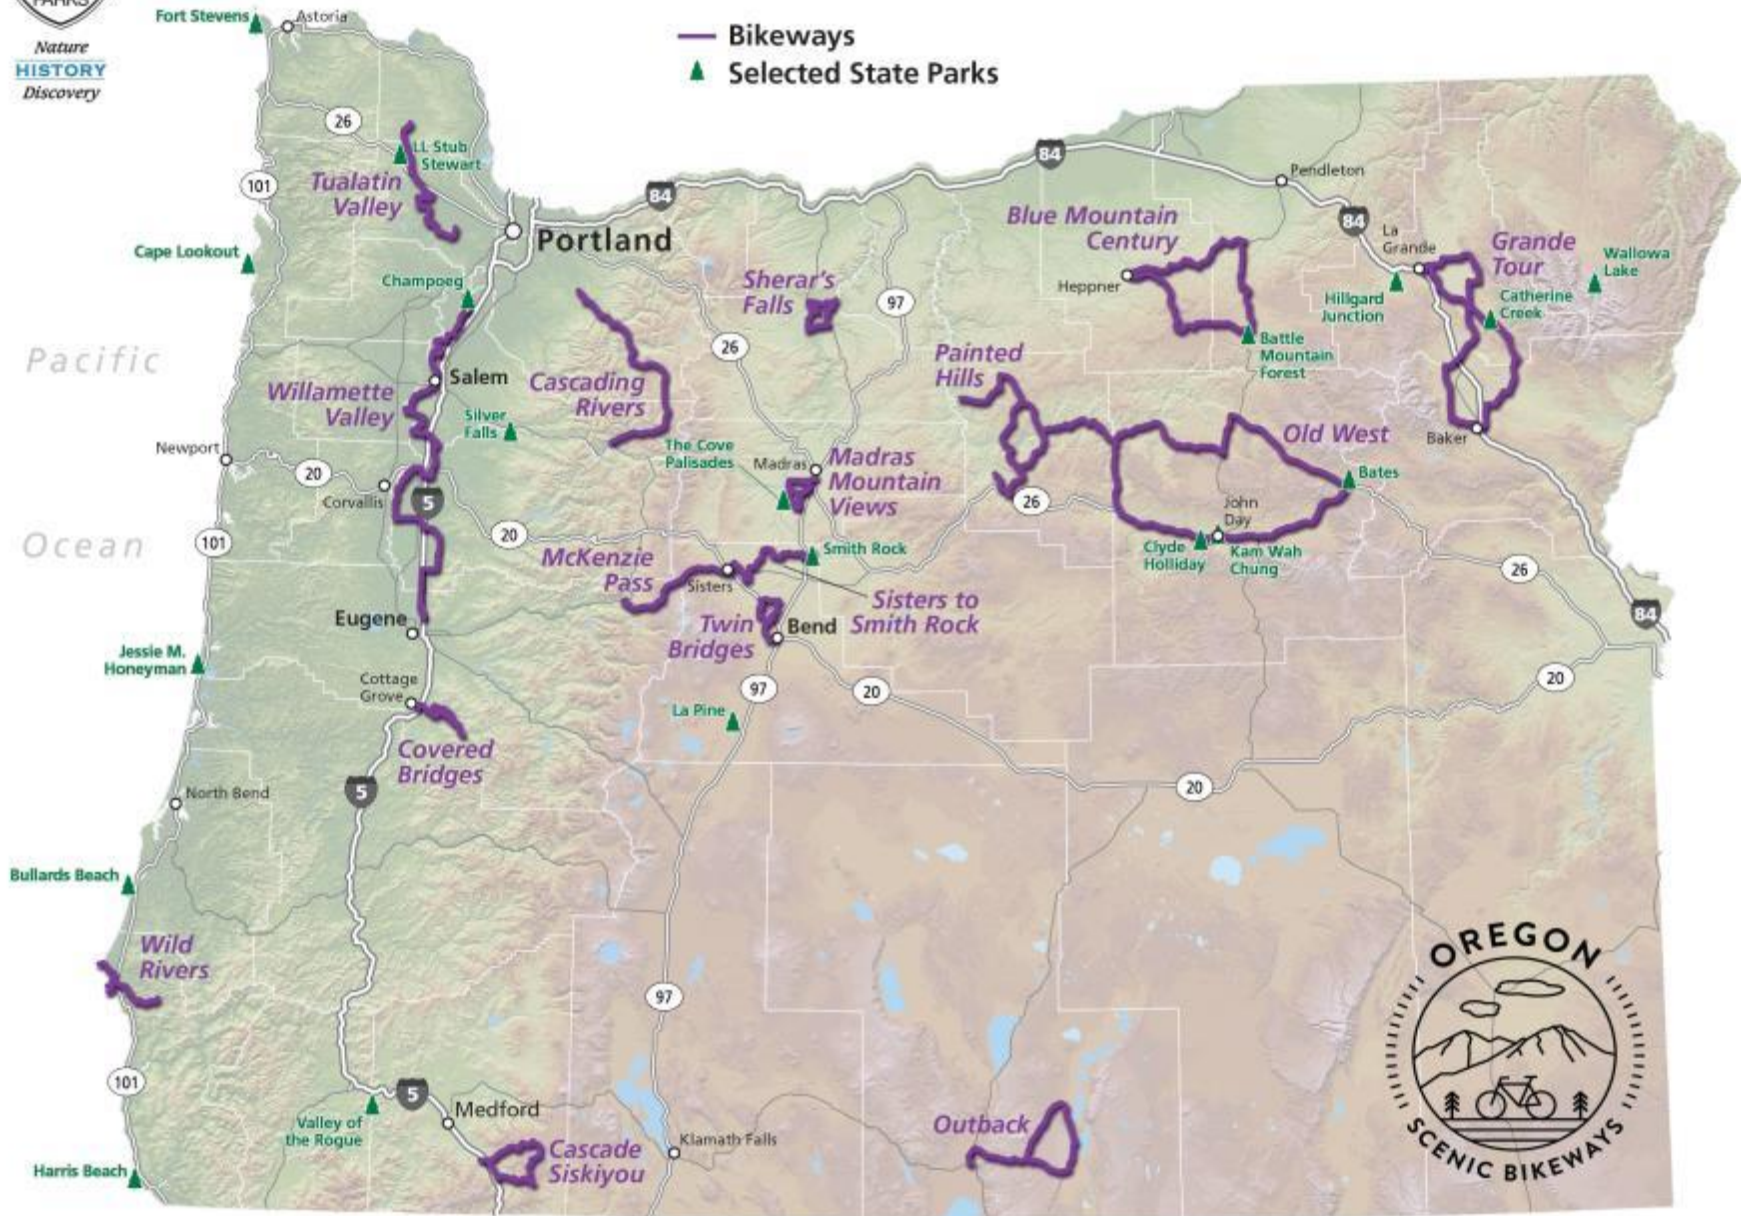 PARKS
Nature
HISTORY
Discovery
Bikeways
Selected State Parks
Fort Stevens
Astoria
26
LL Stub
Stewart
101
Tualatin
Valley
84
84
Pendleton
Portland
Cape Lookout
Champoeg
Blue Mountain
Century
Heppner
84
La
Grande
Grande
Tour
Wallowa
Lake
Hillgard
Junction
Catherine
Creek
Sherar's
Falls
97
26
Battle
Mountain
Forest
Pacific
Ocean
Salem
Willamette
Valley
Silver
Falls
Cascading
Rivers
Painted
Hills
Old West
Baker
Newport
20
Corvallis
5
The Cove
Palisades
Madras
Madras
Mountain
Views
26
Bates
John
Day
Clyde
Holliday
Kam Wah
Chung
101
20
McKenzie
Pass
Sisters
Smith Rock
Sisters to
Smith Rock
26
84
Eugene
Twin
Bridges
Bend
Jessie M.
Honeyman
Cottage
Grove
97
20
20
La Pine
Covered
Bridges
5
North Bend
20
Bullards Beach
Wild
Rivers
97
101
5
Valley of
the Rogue
Medford
Klamath Falls
Cascade
Siskiyou
Outback
Harris Beach
OREGON
SCENIC BIKEWAYS